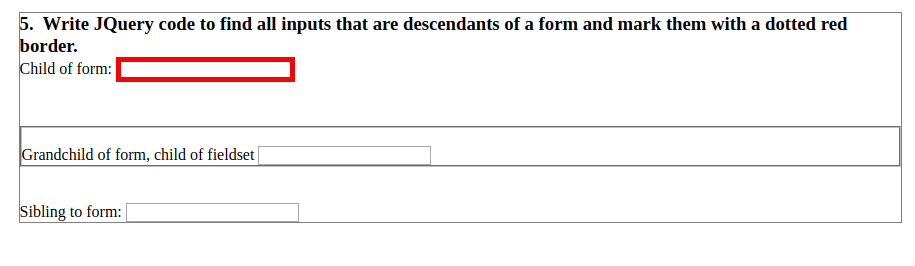 5. Write JQuery code to find all inputs that are descendants of a form and mark them with a dotted red
border.
Child of form:
Grandchild of form, child of fieldset
Sibling to form: